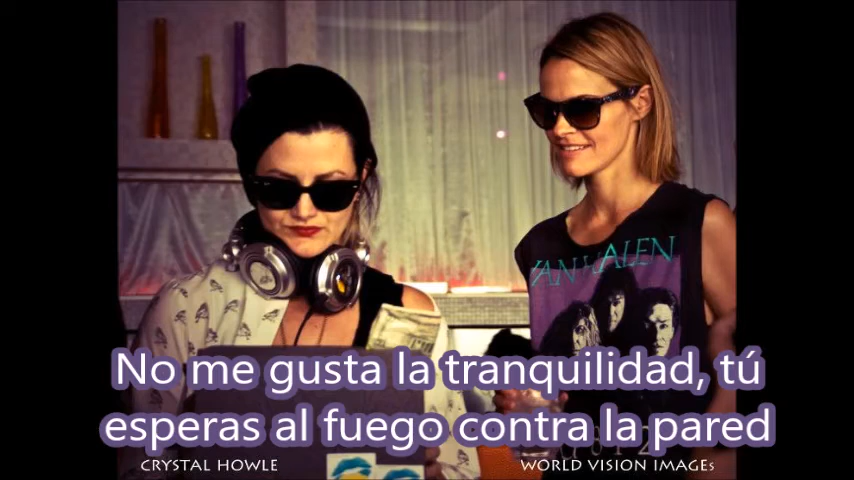 VAN HALEN
No me gusta la tranquilidad, tú
esperas al fuego contra la pared
CRYSTAL HOWLE
WORLD VISION IMAGEs